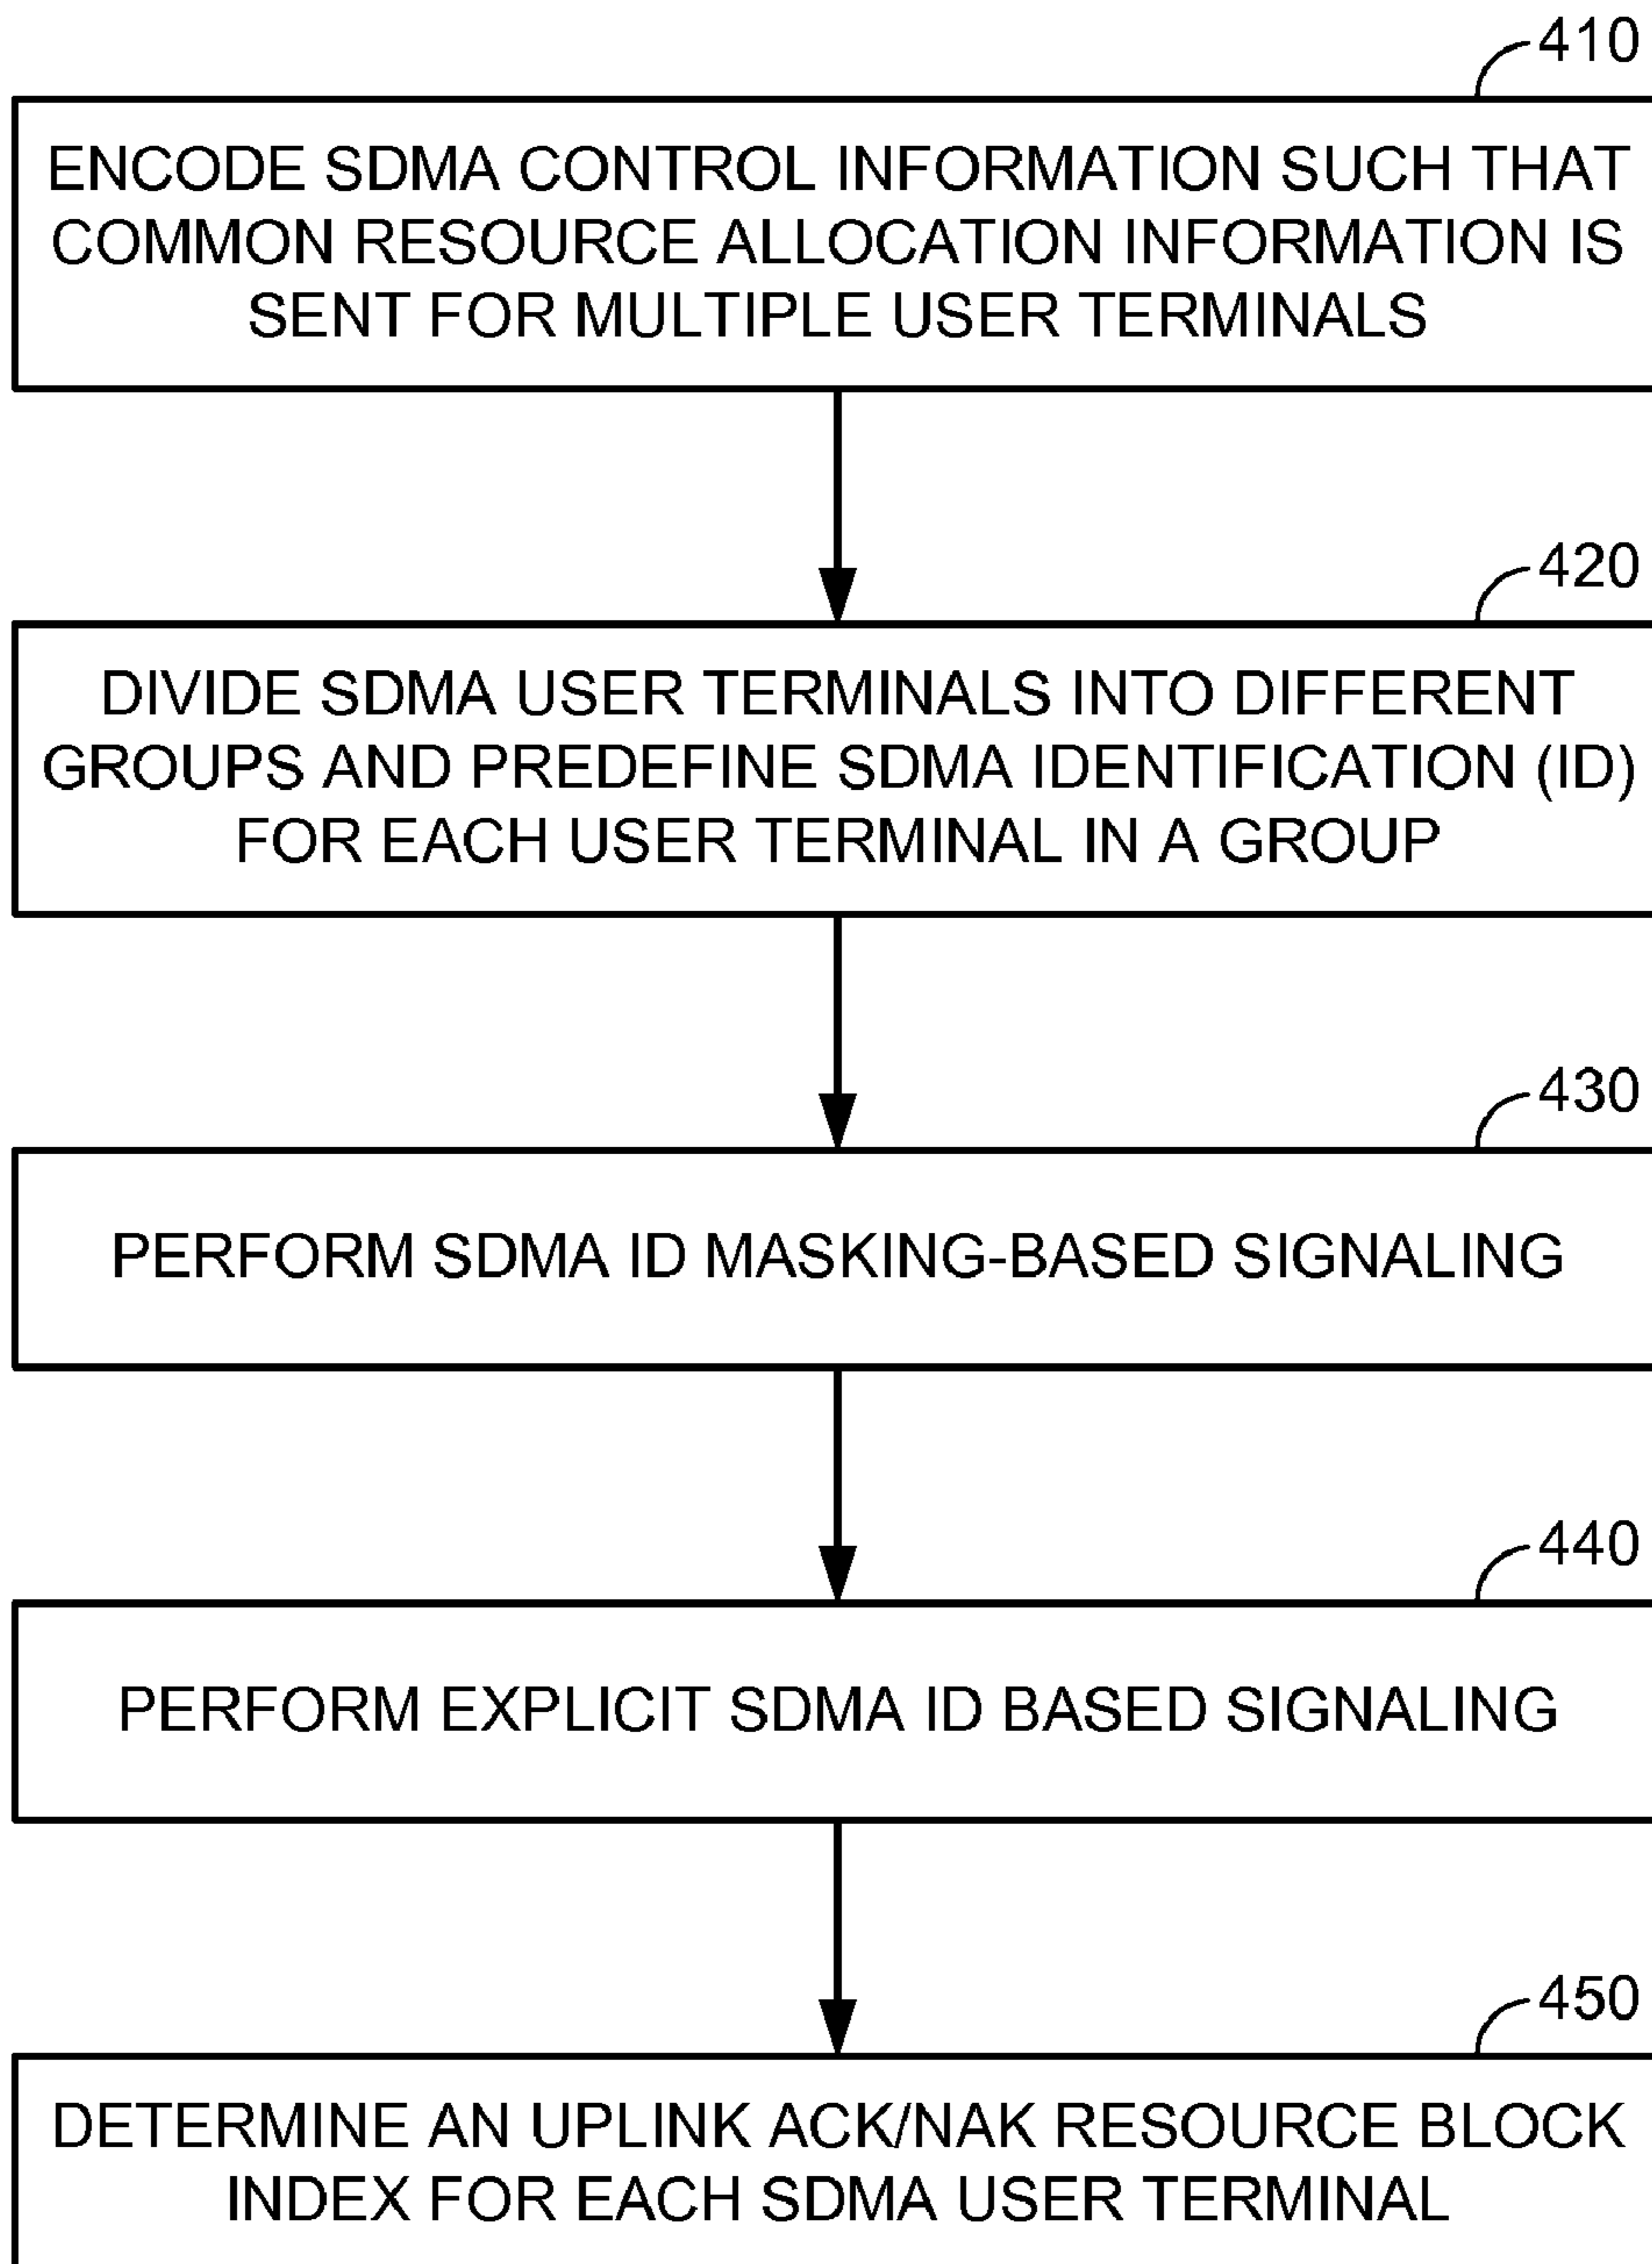 410
ENCODE SDMA CONTROL INFORMATION SUCH THAT
COMMON RESOURCE ALLOCATION INFORMATION IS
SENT FOR MULTIPLE USER TERMINALS
420
DIVIDE SDMA USER TERMINALS INTO DIFFERENT
GROUPS AND PREDEFINE SDMA IDENTIFICATION (ID)
FOR EACH USER TERMINAL IN A GROUP
430
PERFORM SDMA ID MASKING-BASED SIGNALING
440
PERFORM EXPLICIT SDMA ID BASED SIGNALING
450
DETERMINE AN UPLINK ACK/NAK RESOURCE BLOCK
INDEX FOR EACH SDMA USER TERMINAL